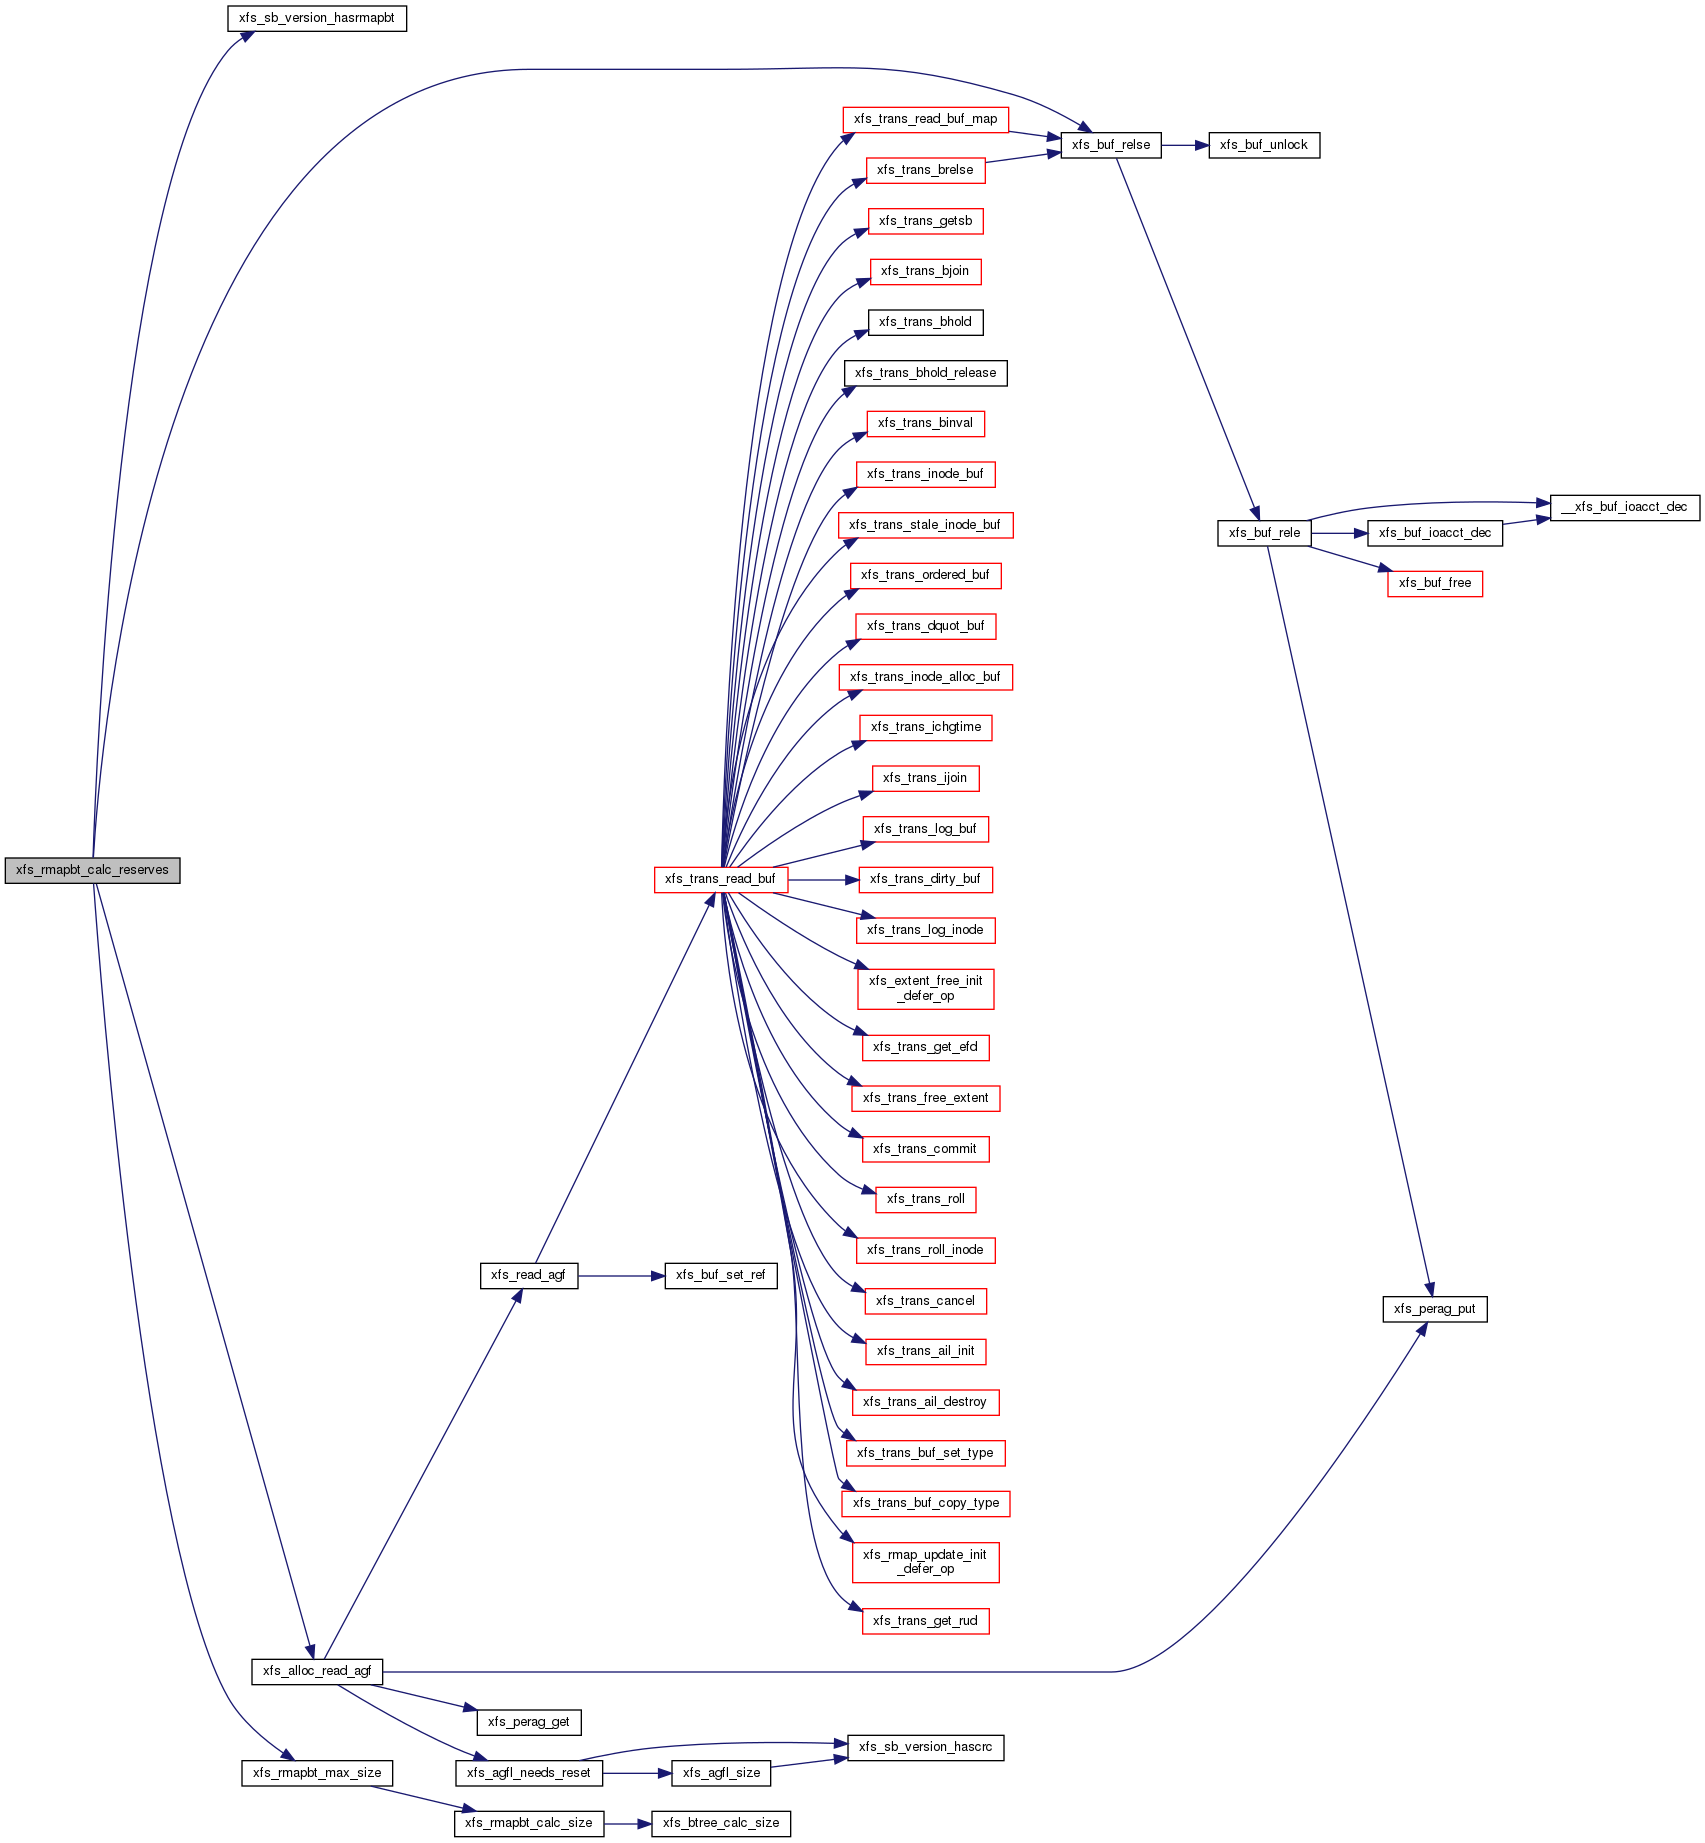 xfs_sb_version_hasrmapbt
xfs_trans_read_buf_map
xfs_buf_relse
xfs_buf_unlock
xfs_trans_brelse
xfs_trans_getsb
xfs_trans_bjoin
xfs_trans_bhold
xfs_trans_bhold_release
xfs_trans_binval
xfs_trans_inode_buf
__xfs_buf_ioacct_dec
xfs_trans_stale_inode_buf
xfs_buf_rele
xfs_buf_ioacct_dec
xfs_trans_ordered_buf
xfs_buf_free
xfs_trans_dquot_buf
xfs_trans_inode_alloc_buf
xfs_trans_ichgtime
xfs_trans_ijoin
xfs_trans_log_buf
xfs_rmapbt_calc_reserves
xfs_trans_read_buf
xfs_trans_dirty_buf
xfs_trans_log_inode
xfs_extent_free_init
_defer_op
xfs_trans_get_efd
xfs_trans_free_extent
xfs_trans_commit
xfs_trans_roll
xfs_trans_roll_inode
xfs_read_agf
xfs_buf_set_ref
xfs_trans_cancel
xfs_perag_put
xfs_trans_ail_init
xfs_trans_ail_destroy
xfs_trans_buf_set_type
xfs_trans_buf_copy_type
xfs_rmap_update_init
_defer_op
xfs_trans_get_rud
xfs_alloc_read_agf
xfs_perag_get
xfs_sb_version_hascrc
xfs_rmapbt_max_size
xfs_agfl_needs_reset
xfs_agfl_size
xfs_rmapbt_calc_size
xfs_btree_calc_size